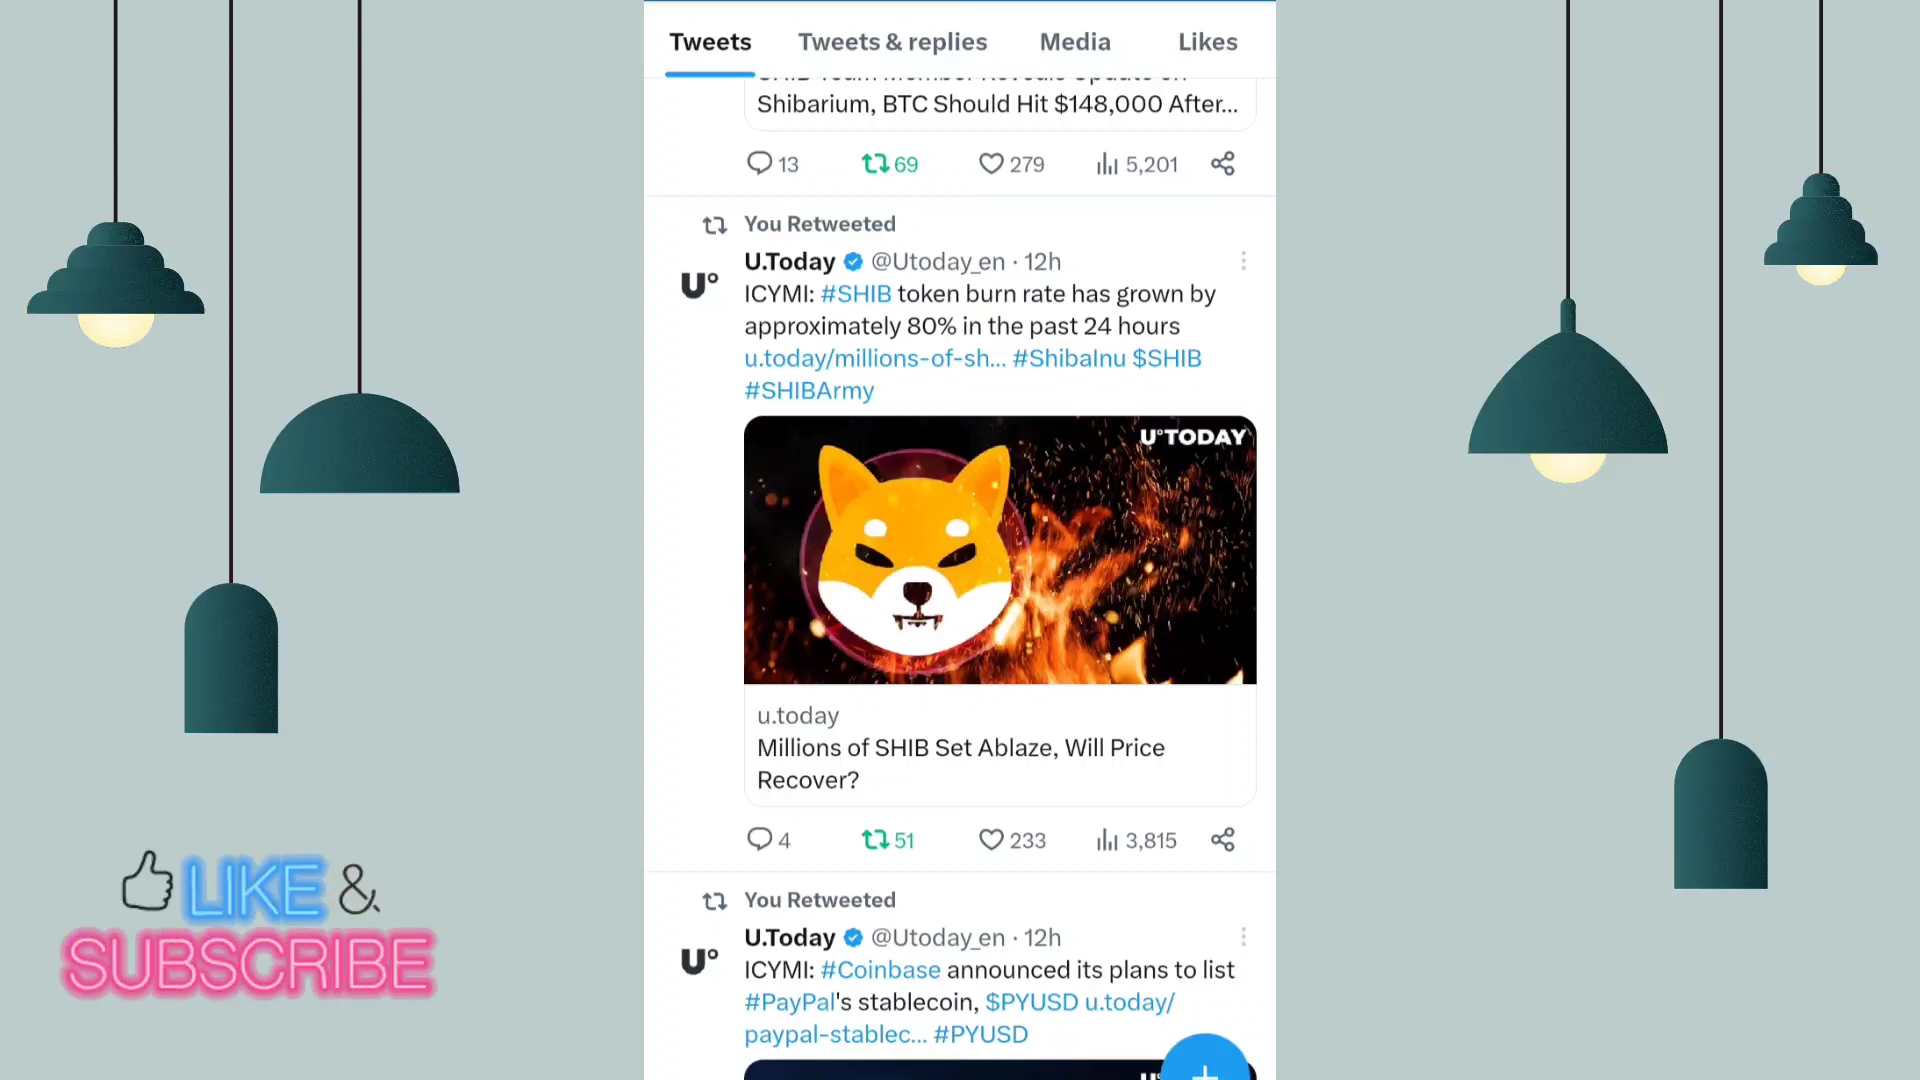 Tweets Tweets & replies Media Likes
Shibarium, BTC Should Hit $148,000 After...
13 69 279 5,201
You Retweeted
U.Today @Utoday_en · 12h
ICYMI: #SHIB token burn rate has grown by
approximately 80% in the past 24 hours
u.today/millions-of-sh... #ShibaInu $SHIB
#SHIBArmy
U°TODAY
u.today
Millions of SHIB Set Ablaze, Will Price
Recover?
4 51 233 3,815
You Retweeted
U.Today @Utoday_en · 12h
ICYMI: #Coinbase announced its plans to list
#PayPal's stablecoin, $PYUSD u.today/
paypal-stablec... #PYUSD
LIKE &
SUBSCRIBE